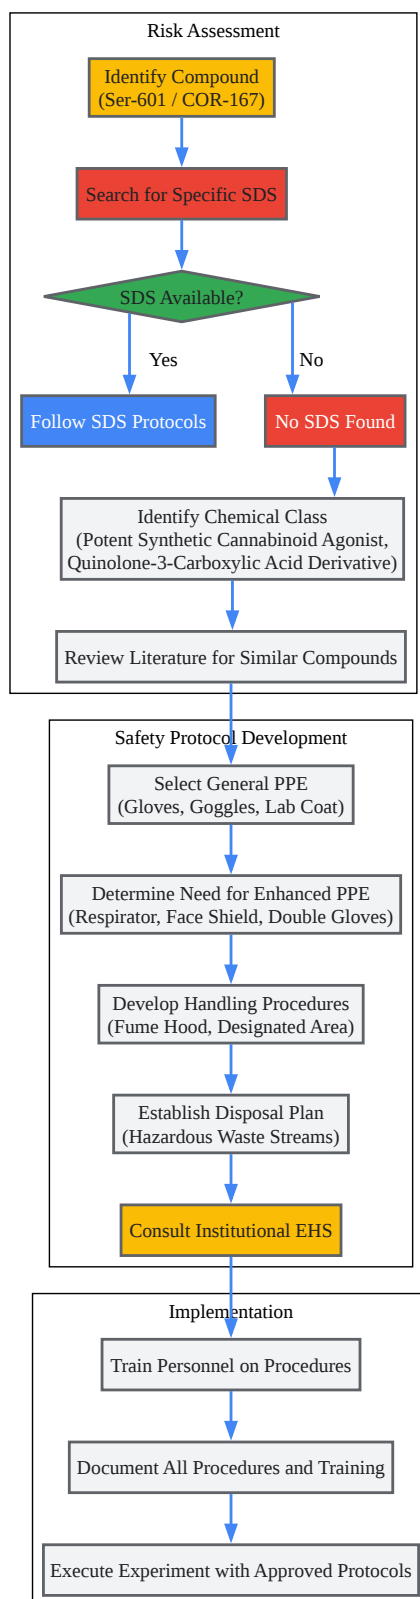 Risk Assessment
Identify Compound
(Ser-601 / COR-167)
Search for Specific SDS
SDS Available?
Yes
No
Follow SDS Protocols
No SDS Found
Identify Chemical Class
(Potent Synthetic Cannabinoid Agonist,
Quinolone-3-Carboxylic Acid Derivative)
Review Literature for Similar Compounds
Safety Protocol Development
Select General PPE
(Gloves, Goggles, Lab Coat)
Determine Need for Enhanced PPE
(Respirator, Face Shield, Double Gloves)
Develop Handling Procedures
(Fume Hood, Designated Area)
Establish Disposal Plan
(Hazardous Waste Streams)
Consult Institutional EHS
Implementation
Train Personnel on Procedures
Document All Procedures and Training
Execute Experiment with Approved Protocols